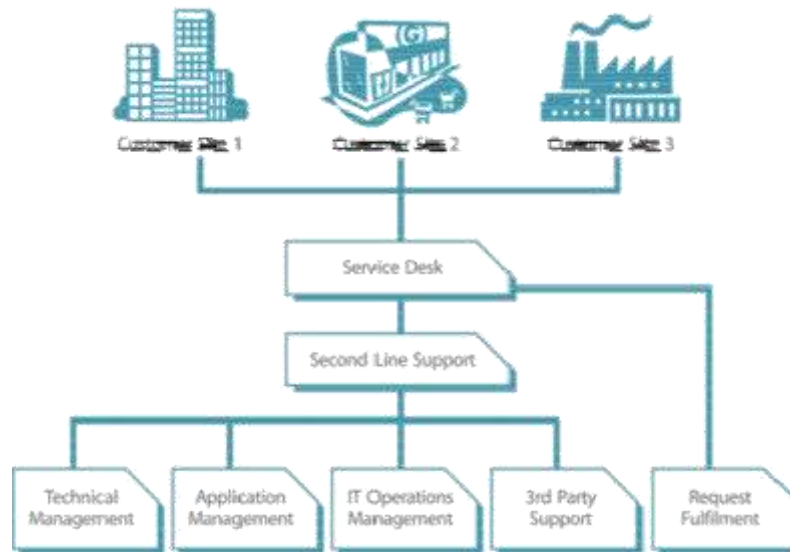 G
Customer Site 1
Customer Site 2
Customer Site 3
Service Desk
Second Line Support
Technical
Management
Application
Management
IT Operations
Management
3rd Party
Support
Request
Fulfilment